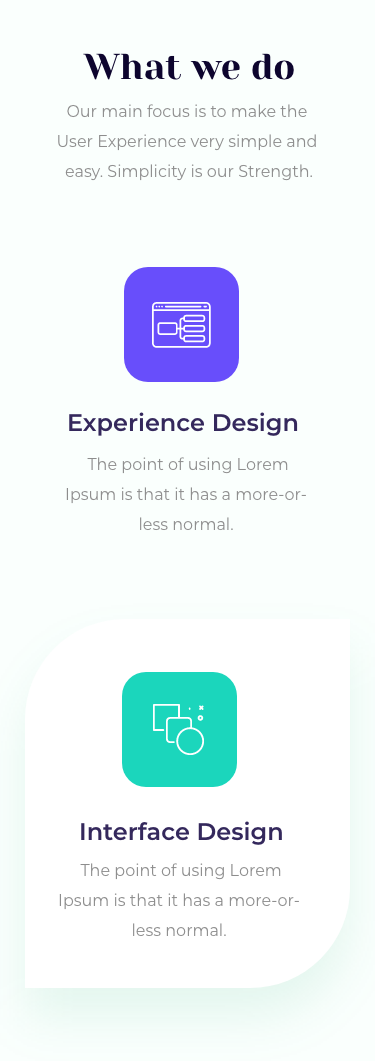 What we do
Our main focus is to make the
User Experience very simple and
easy. Simplicity is our Strength.
Experience Design
The point of using Lorem
Ipsum is that it has a more-or-
less normal.
Interface Design
The point of using Lorem
Ipsum is that it has a more-or-
less normal.